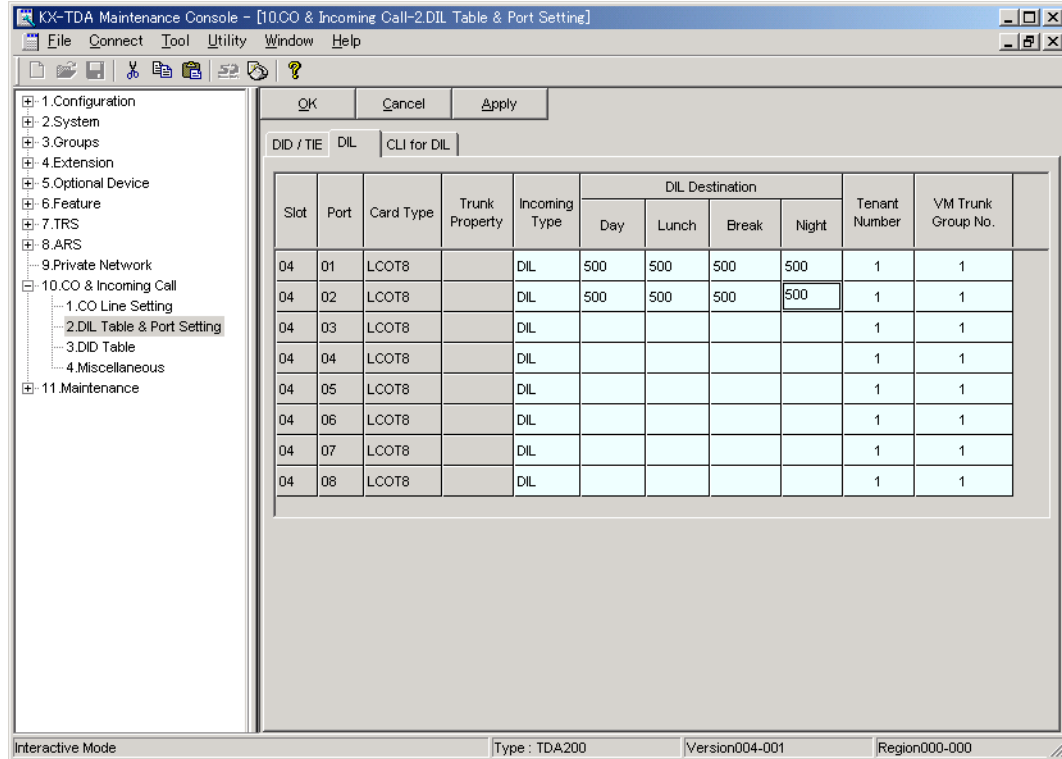 KX-TDA Maintenance Console - [10.CO & Incoming Call-2.DIL Table & Port Setting]
File Connect Tool Utility Window Help
1.Configuration
2.System
3.Groups
4.Extension
5.Optional Device
6.Feature
7.TRS
8.ARS
9.Private Network
10.CO & Incoming Call
1.CO Line Setting
2.DIL Table & Port Setting
3.DID Table
4.Miscellaneous
11.Maintenance
OK Cancel Apply
DID / TIE DIL CLI for DIL
Slot Port Card Type Trunk Property Incoming Type DIL Destination Tenant Number VM Trunk Group No.
Day Lunch Break Night
04 01 LCOT8 DIL 500 500 500 500 1 1
04 02 LCOT8 DIL 500 500 500 500 1 1
04 03 LCOT8 DIL 1 1
04 04 LCOT8 DIL 1 1
04 05 LCOT8 DIL 1 1
04 06 LCOT8 DIL 1 1
04 07 LCOT8 DIL 1 1
04 08 LCOT8 DIL 1 1
Interactive Mode Type : TDA200 Version004-001 Region000-000